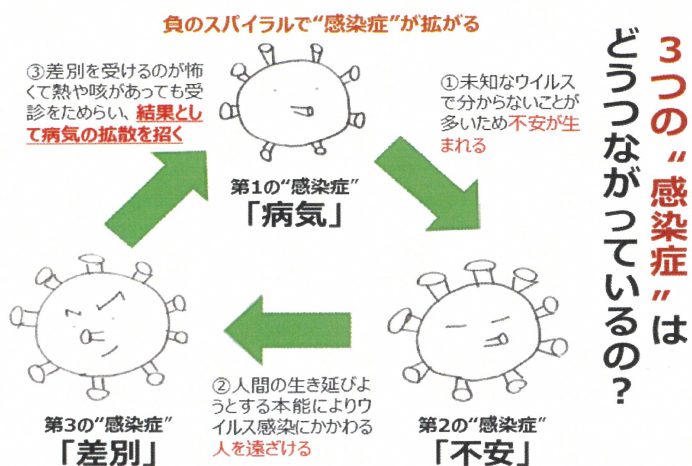 3つの“感染症”は
どうつながっているの？
負のスパイラルで“感染症”が拡がる
①未知なウイルス
で分からないことが
多いため不安が生
まれる
③差別を受けるのが怖
くて熱や咳があっても受
診をためらい、結果とし
て病気の拡散を招く
第1の“感染症”
「病気」
②人間の生き延びよ
うとする本能によりウ
イルス感染にかかわる
人を遠ざける
第2の“感染症”
「不安」
第3の“感染症”
「差別」